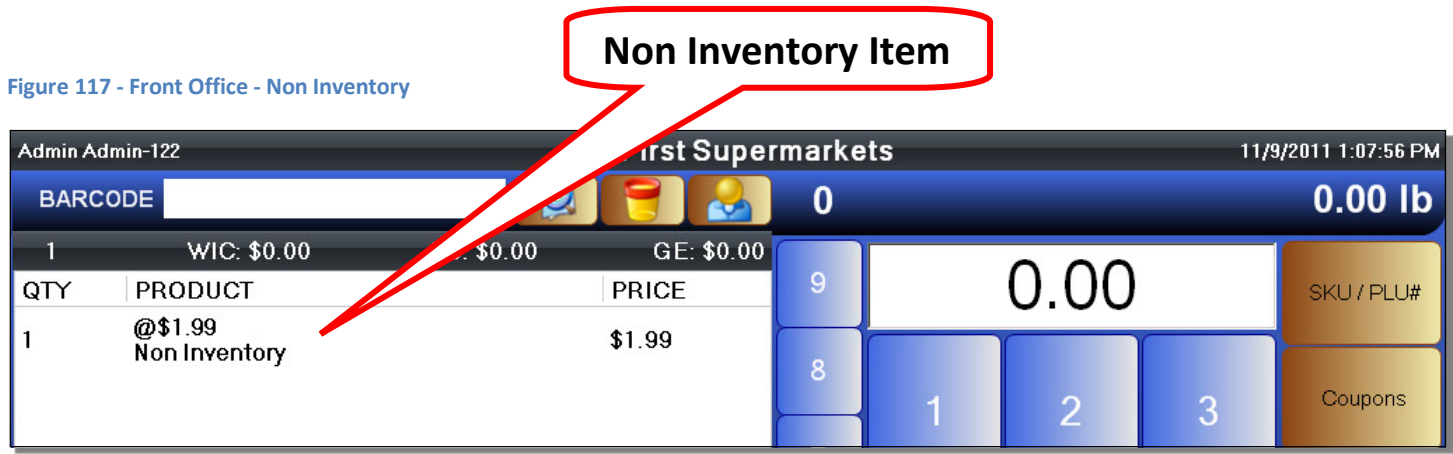 Non Inventory Item
Figure 117 - Front Office - Non Inventory
Admin Admin-122
Supermarkets
11/9/2011 1:07:56 PM
BARCODE
0
0.00 lb
1 WIC: $0.00 $0.00 GE: $0.00
QTY PRODUCT PRICE
1 @$1.99 $1.99
Non Inventory
9
0.00
SKU / PLU#
8
1 2 3
Coupons